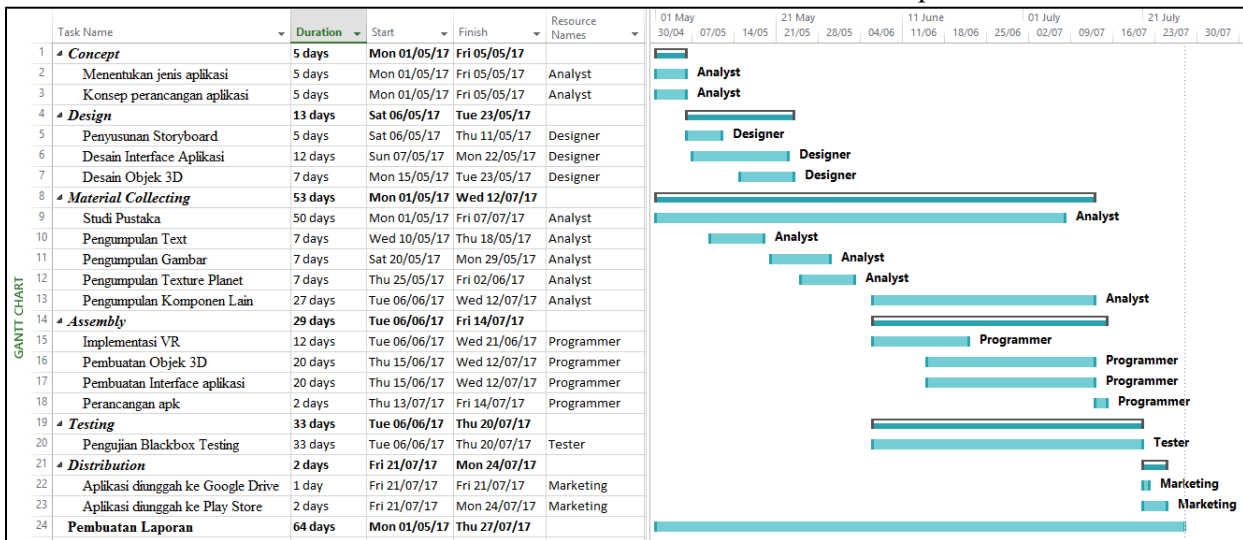 Task Name Duration Start Finish Resource Names
01 May 21 May 11 June 01 July 21 July
30/04 07/05 14/05 21/05 28/05 04/06 11/06 18/06 25/06 02/07 09/07 16/07 23/07 30/07
1 Concept 5 days Mon 01/05/17 Fri 05/05/17
2 Menentukan jenis aplikasi 5 days Mon 01/05/17 Fri 05/05/17 Analyst Analyst
3 Konsep perancangan aplikasi 5 days Mon 01/05/17 Fri 05/05/17 Analyst Analyst
4 Design 13 days Sat 06/05/17 Tue 23/05/17
5 Penyusunan Storyboard 5 days Sat 06/05/17 Thu 11/05/17 Designer Designer
6 Desain Interface Aplikasi 12 days Sun 07/05/17 Mon 22/05/17 Designer Designer
7 Desain Objek 3D 7 days Mon 15/05/17 Tue 23/05/17 Designer Designer
8 Material Collecting 53 days Mon 01/05/17 Wed 12/07/17
9 Studi Pustaka 50 days Mon 01/05/17 Fri 07/07/17 Analyst Analyst
10 Pengumpulan Text 7 days Wed 10/05/17 Thu 18/05/17 Analyst Analyst
11 Pengumpulan Gambar 7 days Sat 20/05/17 Mon 29/05/17 Analyst Analyst
12 Pengumpulan Texture Planet 7 days Thu 25/05/17 Fri 02/06/17 Analyst Analyst
13 Pengumpulan Komponen Lain 27 days Tue 06/06/17 Wed 12/07/17 Analyst Analyst
14 Assembly 29 days Tue 06/06/17 Fri 14/07/17
15 Implementasi VR 12 days Tue 06/06/17 Wed 21/06/17 Programmer Programmer
16 Pembuatan Objek 3D 20 days Thu 15/06/17 Wed 12/07/17 Programmer Programmer
17 Pembuatan Interface aplikasi 20 days Thu 15/06/17 Wed 12/07/17 Programmer Programmer
18 Perancangan apk 2 days Thu 13/07/17 Fri 14/07/17 Programmer Programmer
19 Testing 33 days Tue 06/06/17 Thu 20/07/17
20 Pengujian Blackbox Testing 33 days Tue 06/06/17 Thu 20/07/17 Tester Tester
21 Distribution 2 days Fri 21/07/17 Mon 24/07/17
22 Aplikasi diunggah ke Google Drive 1 day Fri 21/07/17 Fri 21/07/17 Marketing Marketing
23 Aplikasi diunggah ke Play Store 2 days Fri 21/07/17 Mon 24/07/17 Marketing Marketing
24 Pembuatan Laporan 64 days Mon 01/05/17 Thu 27/07/17
GANTT CHART